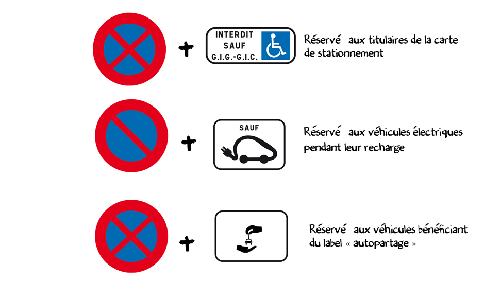 INTERDIT
SAUF
G.I.G.-G.I.C.
Réservé aux titulaires de la carte
de stationnement
SAUF
Réservé aux véhicules électriques
pendant leur recharge
Réservé aux véhicules bénéficiant
du label « autopartage »